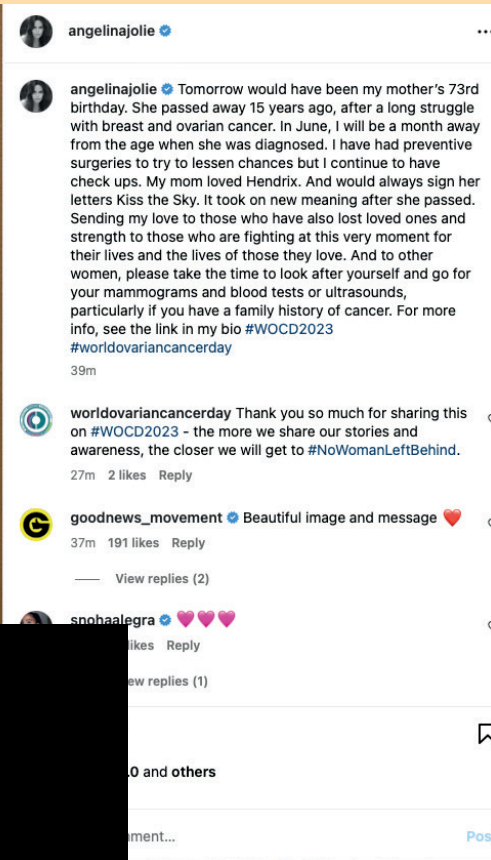 angelinajolie
angelinajolie Tomorrow would have been my mother's 73rd
birthday. She passed away 15 years ago, after a long struggle
with breast and ovarian cancer. In June, I will be a month away
from the age when she was diagnosed. I have had preventive
surgeries to try to lessen chances but I continue to have
check ups. My mom loved Hendrix. And would always sign her
letters Kiss the Sky. It took on new meaning after she passed.
Sending my love to those who have also lost loved ones and
strength to those who are fighting at this very moment for
their lives and the lives of those they love. And to other
women, please take the time to look after yourself and go for
your mammograms and blood tests or ultrasounds,
particularly if you have a family history of cancer. For more
info, see the link in my bio #WOCD2023
#worldovariancancerday
39m
worldovariancancerday Thank you so much for sharing this
on #WOCD2023 - the more we share our stories and
awareness, the closer we will get to #NoWomanLeftBehind.
27m 2 likes Reply
goodnews_movement Beautiful image and message ❤️
37m 191 likes Reply
View replies (2)
snohaalegra 💗💗💗
likes Reply
ew replies (1)
.0 and others
ment...
Pos